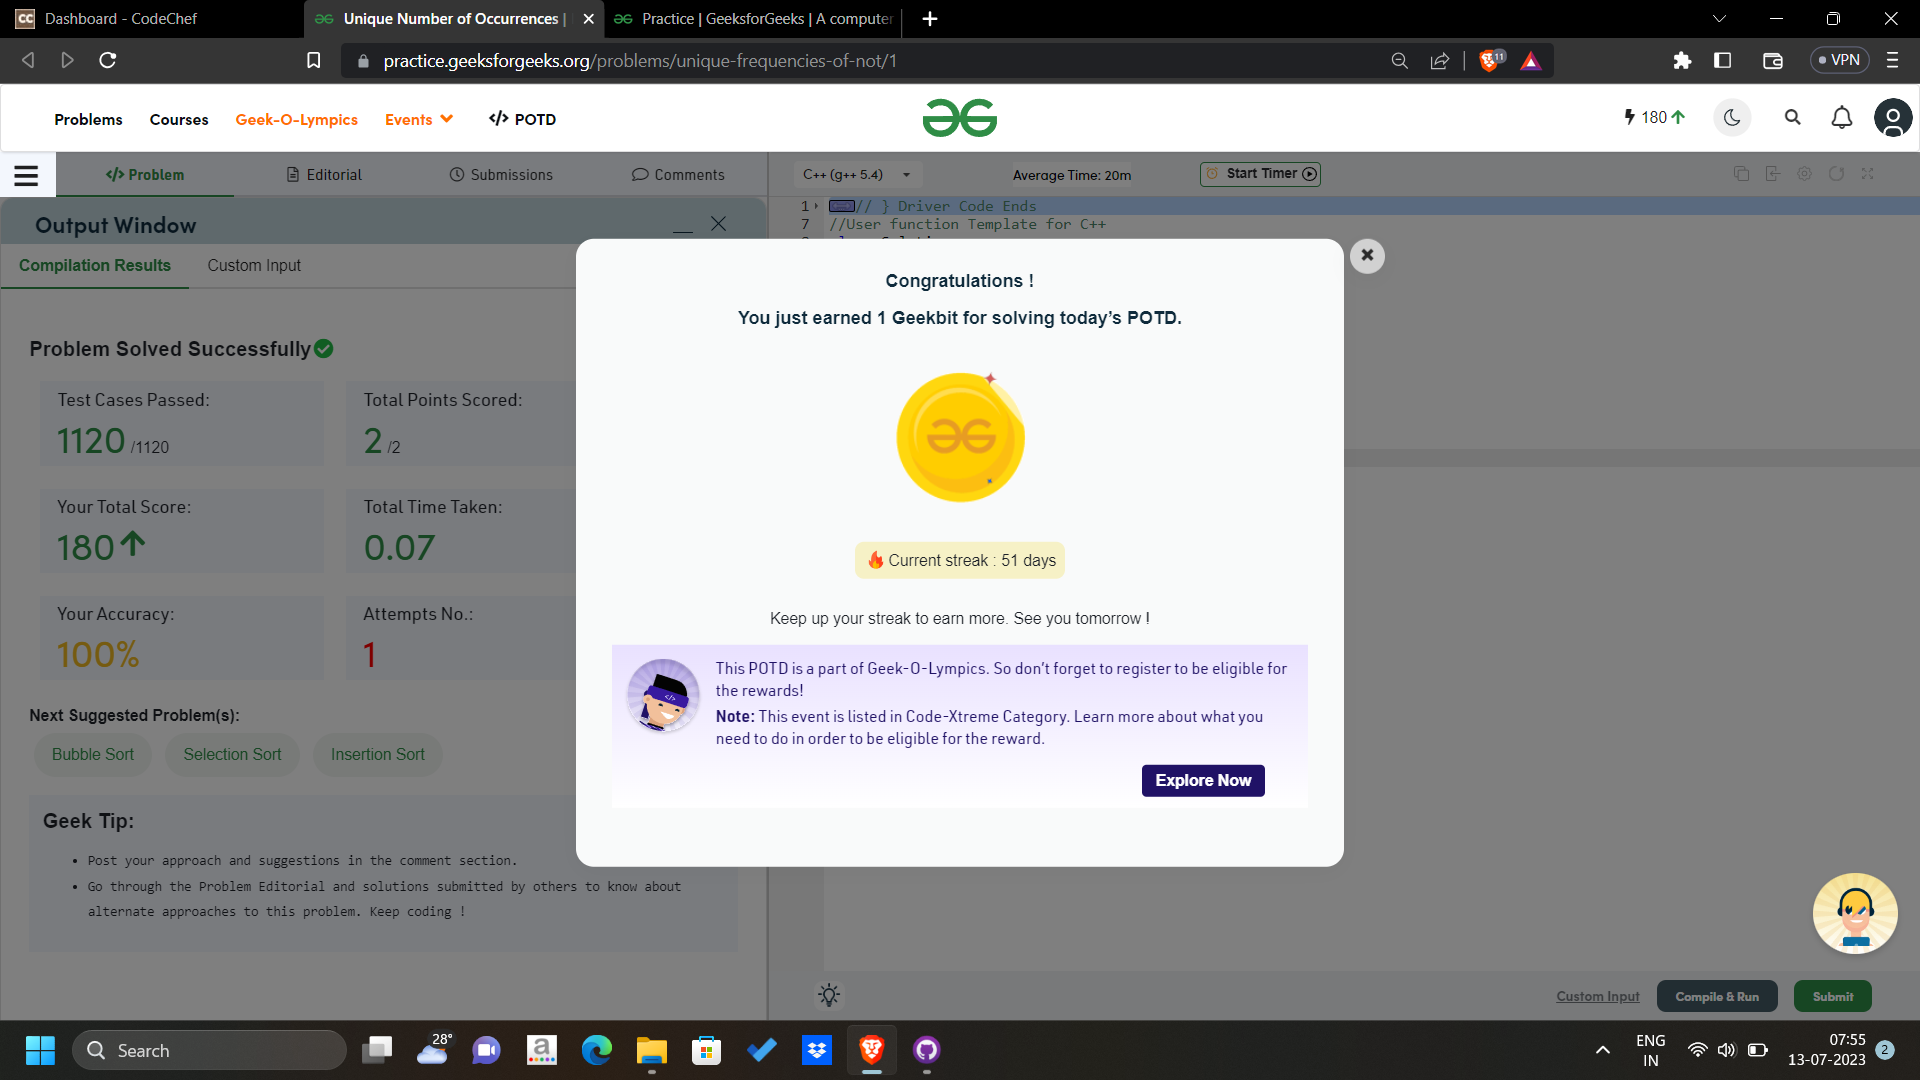 Dashboard - CodeChef
Unique Number of Occurrences |
Practice | GeeksforGeeks | A computer
practice.geeksforgeeks.org/problems/unique-frequencies-of-not/1
11
VPN
Problems
Courses
Geek-O-Lympics
Events
</> POTD
180
</> Problem
Editorial
Submissions
Comments
C++ (g++ 5.4)
Average Time: 20m
Start Timer
Output Window
1
// } Driver Code Ends
7
//User function Template for C++
Compilation Results
Custom Input
Problem Solved Successfully
Test Cases Passed:
1120 /1120
Total Points Scored:
2 /2
Your Total Score:
180
Total Time Taken:
0.07
Your Accuracy:
100%
Attempts No.:
1
Next Suggested Problem(s):
Bubble Sort
Selection Sort
Insertion Sort
Geek Tip:
• Post your approach and suggestions in the comment section.
• Go through the Problem Editorial and solutions submitted by others to know about
alternate approaches to this problem. Keep coding !
Congratulations !
You just earned 1 Geekbit for solving today’s POTD.
Current streak : 51 days
Keep up your streak to earn more. See you tomorrow !
This POTD is a part of Geek-O-Lympics. So don't forget to register to be eligible for
the rewards!
Note: This event is listed in Code-Xtreme Category. Learn more about what you
need to do in order to be eligible for the reward.
Explore Now
Custom Input
Compile & Run
Submit
Search
28°
ENG
IN
07:55
13-07-2023
2